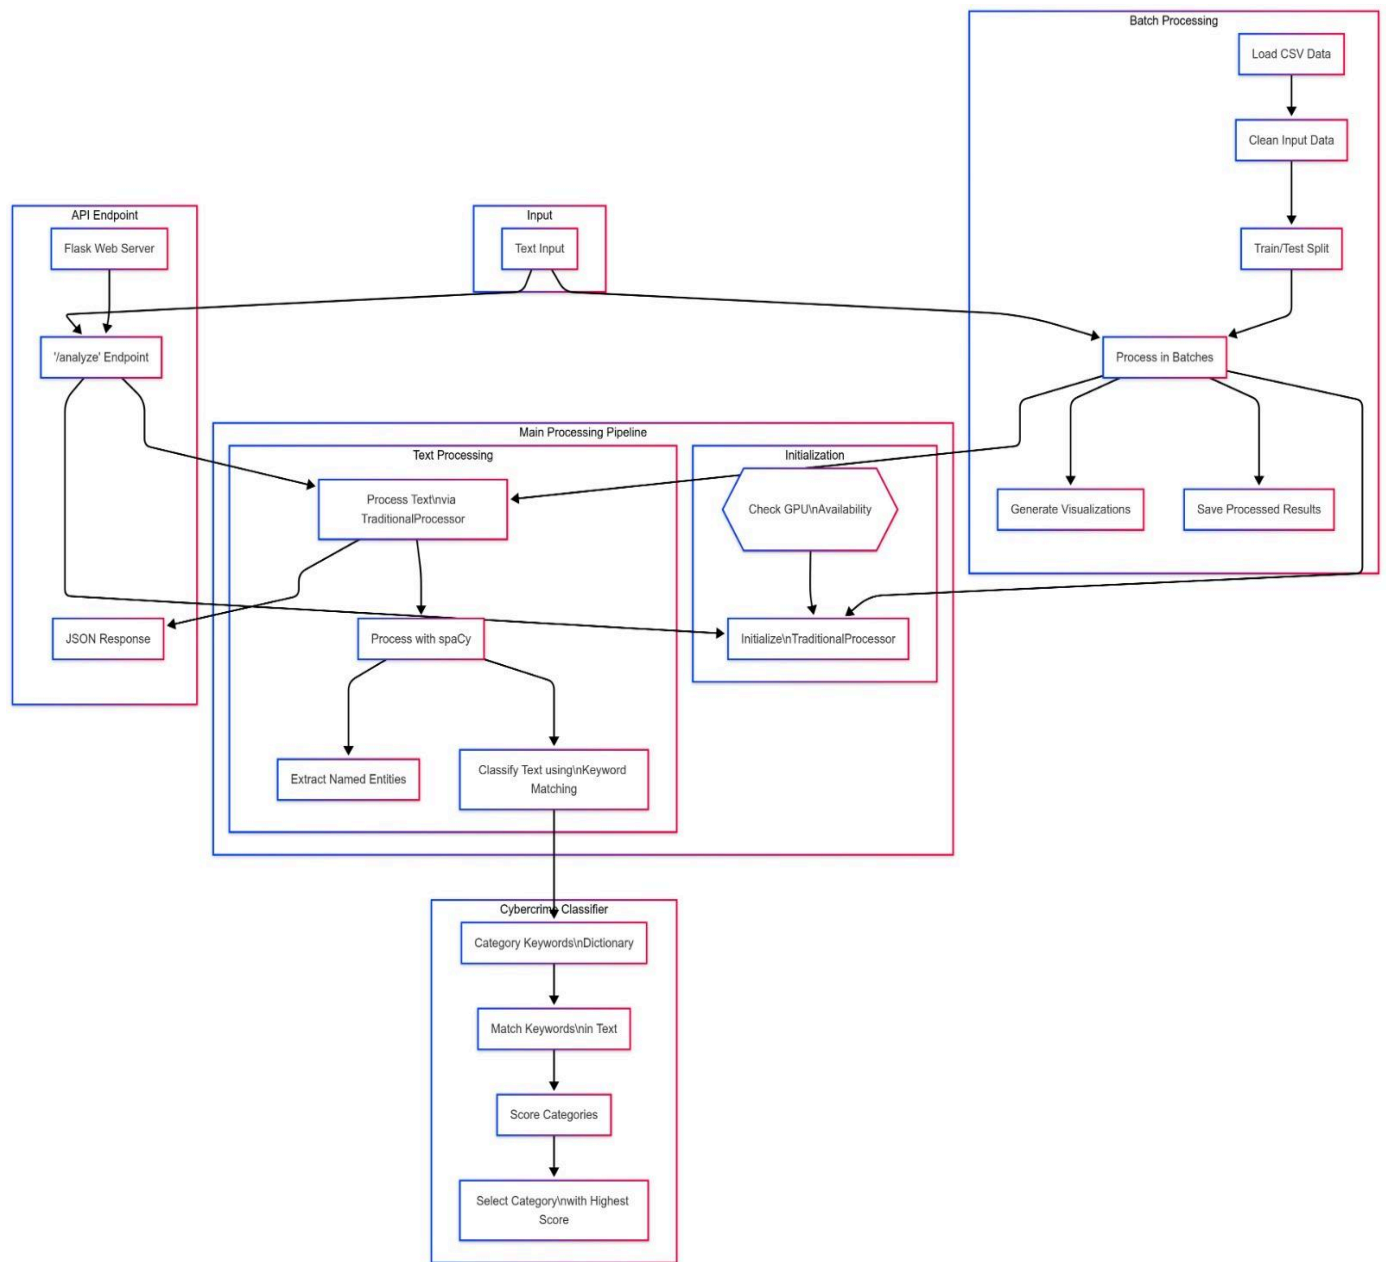 Batch Processing
Load CSV Data
Clean Input Data
API Endpoint
Input
Flask Web Server
Text Input
Train/Test Split
'/analyze' Endpoint
Process in Batches
Main Processing Pipeline
Text Processing
Initialization
Process Text\nvia
TraditionalProcessor
Check GPU\nAvailability
Generate Visualizations
Save Processed Results
JSON Response
Process with spaCy
Initialize\nTraditionalProcessor
Extract Named Entities
Classify Text using\nKeyword
Matching
Cybercrime Classifier
Category Keywords\nDictionary
Match Keywords\nin Text
Score Categories
Select Category\nwith Highest
Score